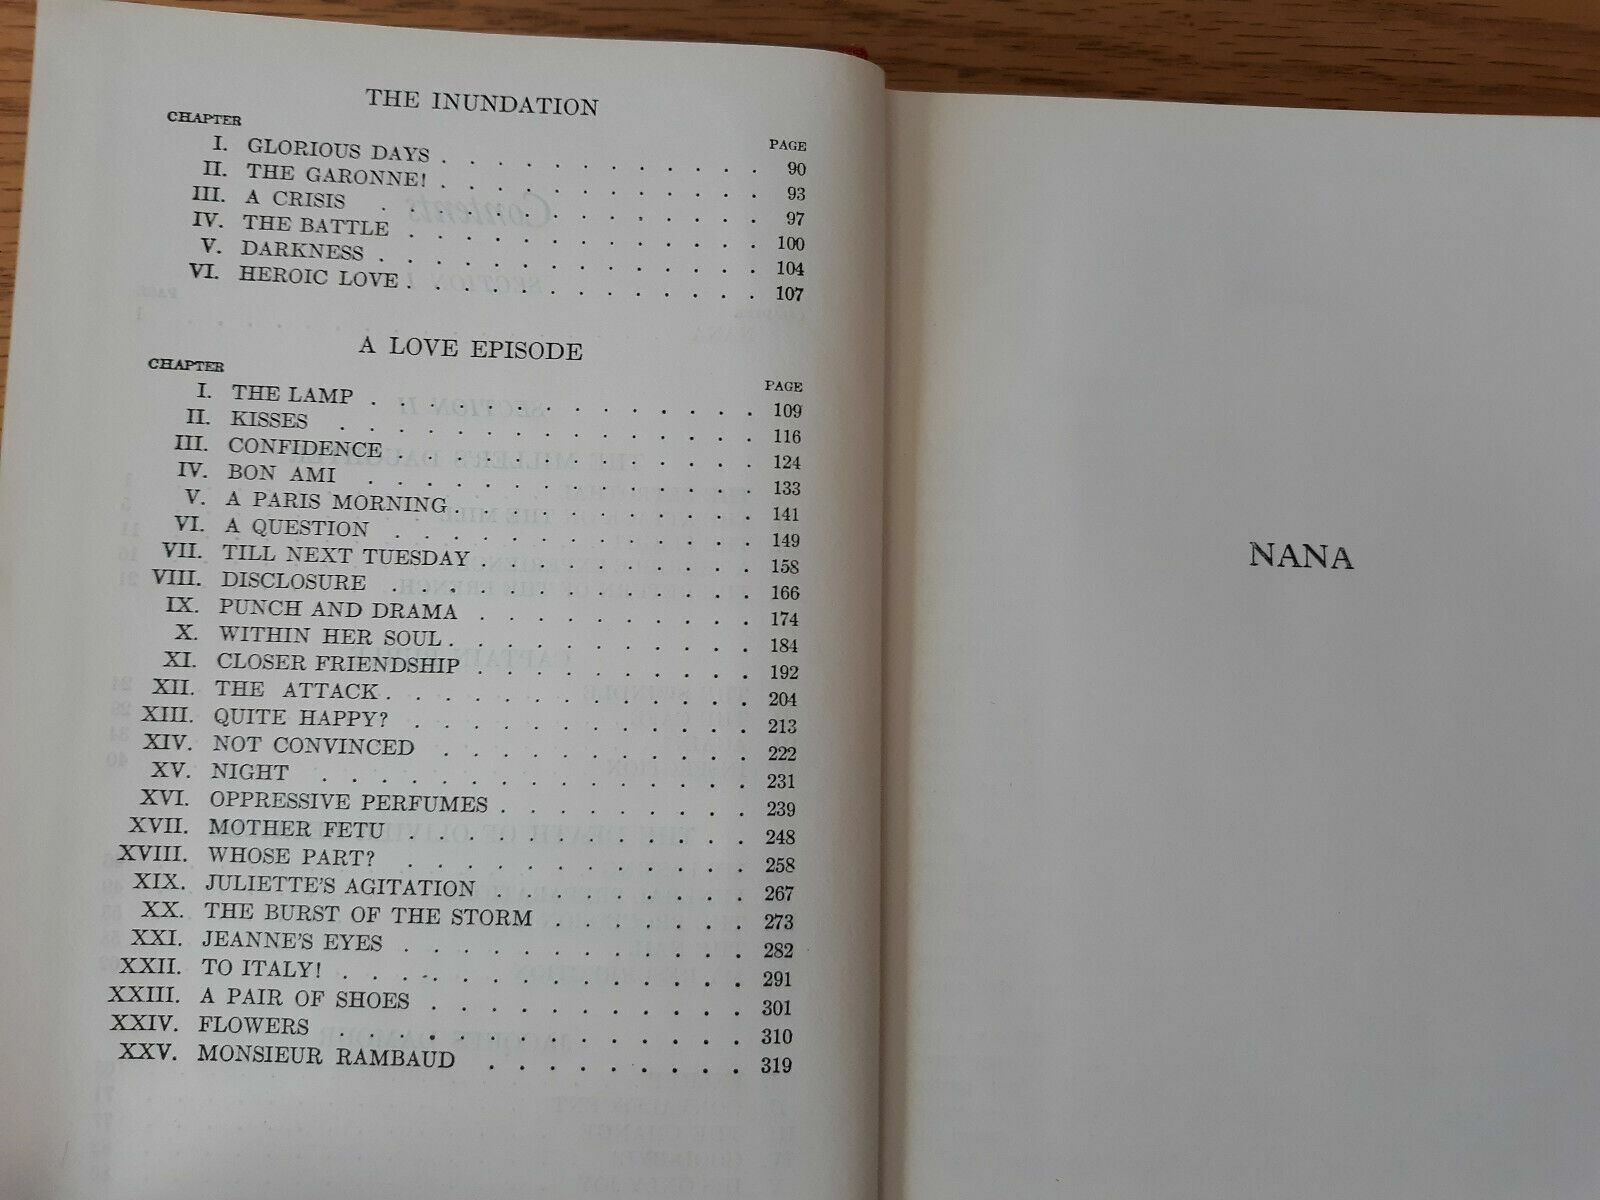 THE INUNDATION
CHAPTER PAGE
I. GLORIOUS DAYS . . . . . . . . . . . . 90
II. THE GARONNE! . . . . . . . . . . . . 93
III. A CRISIS . . . . . . . . . . . . . . 97
IV. THE BATTLE . . . . . . . . . . . . . 100
V. DARKNESS . . . . . . . . . . . . . . 104
VI. HEROIC LOVE . . . . . . . . . . . . . 107
A LOVE EPISODE
CHAPTER PAGE
I. THE LAMP . . . . . . . . . . . . . . 109
II. KISSES . . . . . . . . . . . . . . . 116
III. CONFIDENCE . . . . . . . . . . . . . 124
IV. BON AMI . . . . . . . . . . . . . . 133
V. A PARIS MORNING . . . . . . . . . . . 141
VI. A QUESTION . . . . . . . . . . . . . 149
VII. TILL NEXT TUESDAY . . . . . . . . . . 158
VIII. DISCLOSURE . . . . . . . . . . . . . 166
IX. PUNCH AND DRAMA . . . . . . . . . . 174
X. WITHIN HER SOUL . . . . . . . . . . . 184
XI. CLOSER FRIENDSHIP . . . . . . . . . . 192
XII. THE ATTACK . . . . . . . . . . . . . 204
XIII. QUITE HAPPY? . . . . . . . . . . . . 213
XIV. NOT CONVINCED . . . . . . . . . . . 222
XV. NIGHT . . . . . . . . . . . . . . . 231
XVI. OPPRESSIVE PERFUMES . . . . . . . . . 239
XVII. MOTHER FETU . . . . . . . . . . . . 248
XVIII. WHOSE PART? . . . . . . . . . . . . 258
XIX. JULIETTE'S AGITATION . . . . . . . . . 267
XX. THE BURST OF THE STORM . . . . . . . 273
XXI. JEANNE'S EYES . . . . . . . . . . . . 282
XXII. TO ITALY! . . . . . . . . . . . . . . 291
XXIII. A PAIR OF SHOES . . . . . . . . . . . 301
XXIV. FLOWERS . . . . . . . . . . . . . . 310
XXV. MONSIEUR RAMBAUD . . . . . . . . . 319
NANA